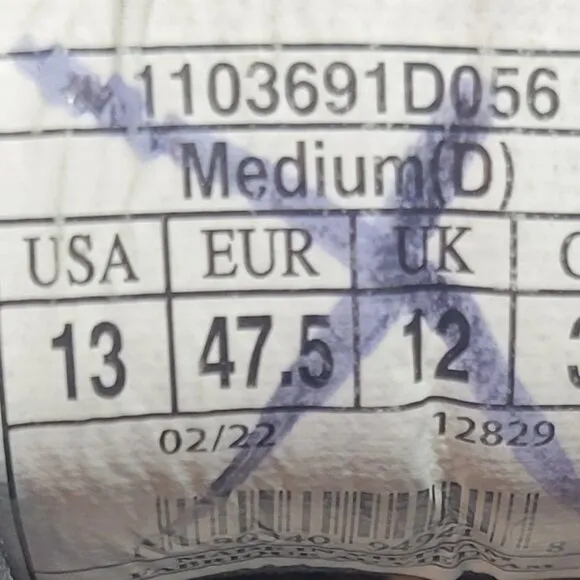 1103691D056
Medium(D)
USA EUR UK
13 47.5 12
02/22 12829